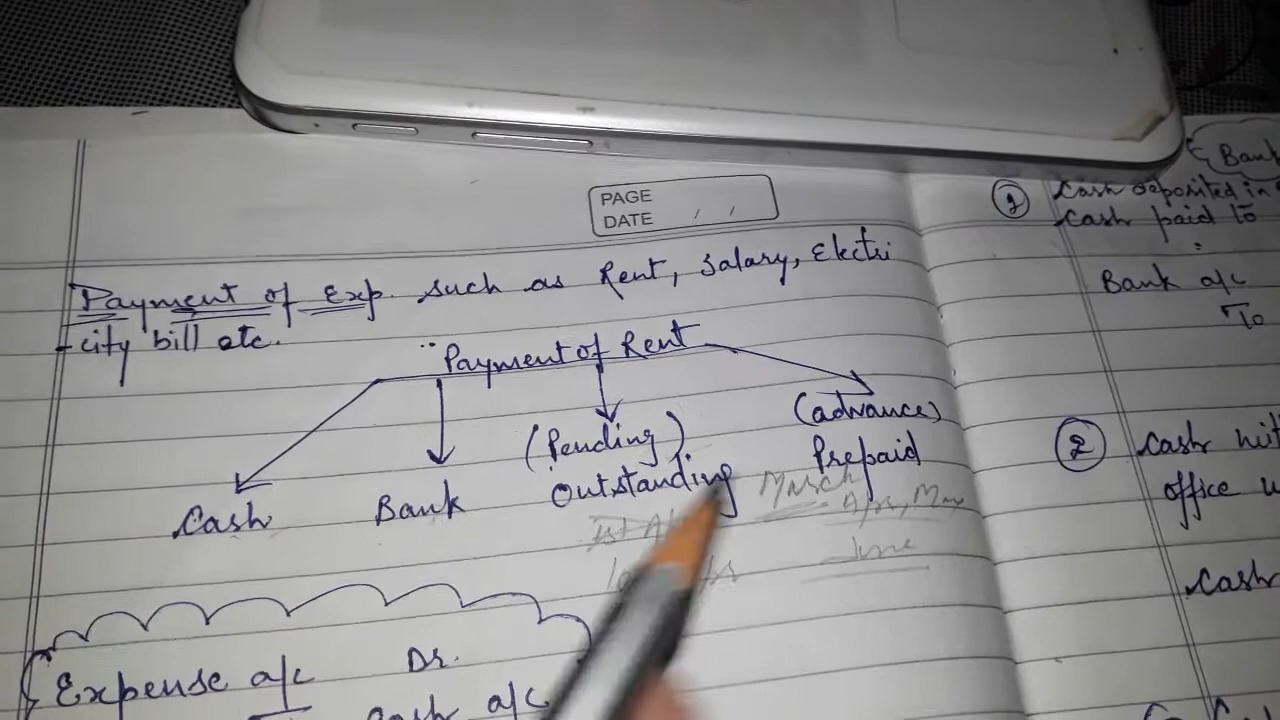 PAGE
DATE / /
Payment of Exp. such as Rent, Salary, Electri
-city bill etc.
Payment of Rent
Cash
Bank
(Pending)
Outstanding
(advance)
Prepaid
March
June
Expense a/c Dr.
Cash a/c
Bank
1 Cash deposited in
Cash paid to
Bank a/c
To
2 Cash
office
Cash